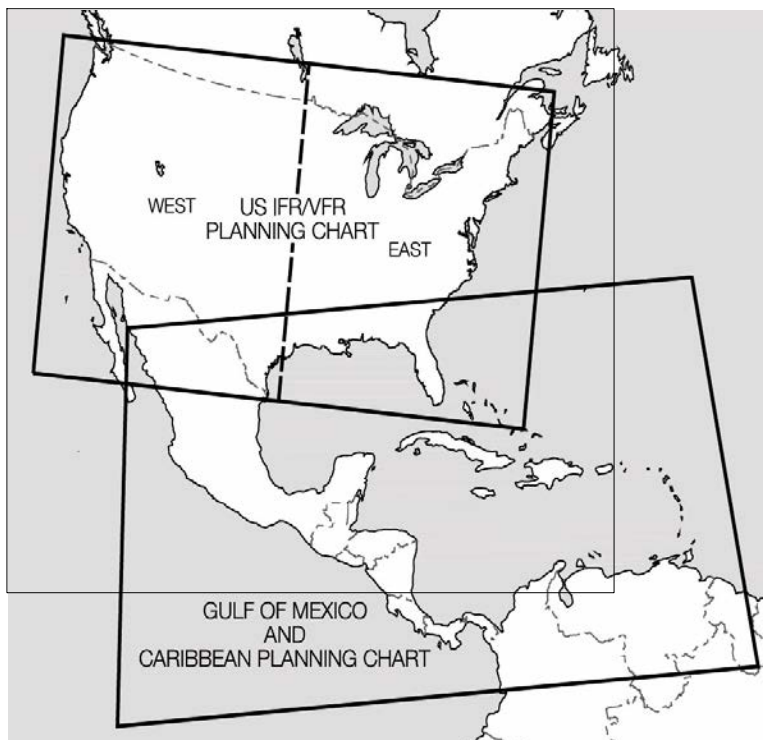 WEST
US IFR/VFR
PLANNING CHART
EAST
GULF OF MEXICO
AND
CARIBBEAN PLANNING CHART